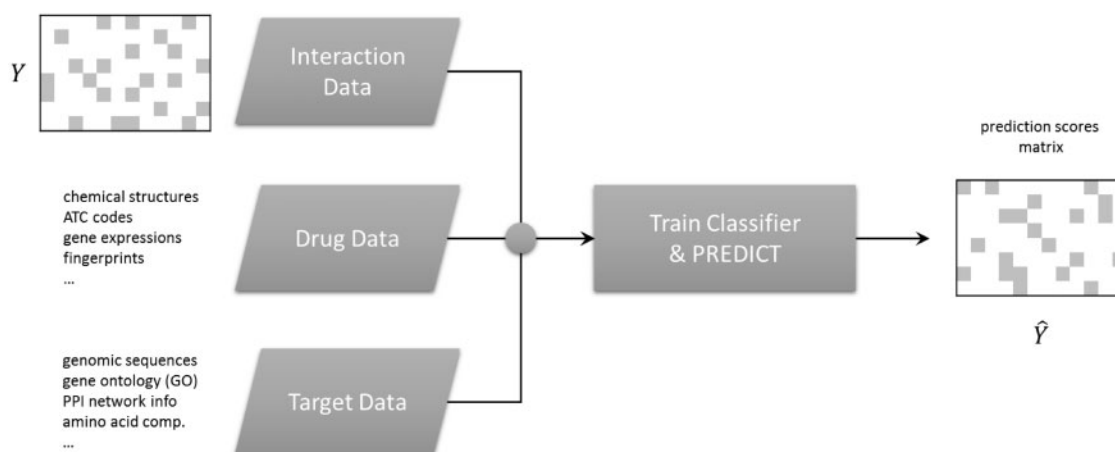 Y
Interaction
Data
chemical structures
ATC codes
gene expressions
fingerprints
...
Drug Data
genomic sequences
gene ontology (GO)
PPI network info
amino acid comp.
...
Target Data
Train Classifier
& PREDICT
prediction scores
matrix
Ŷ